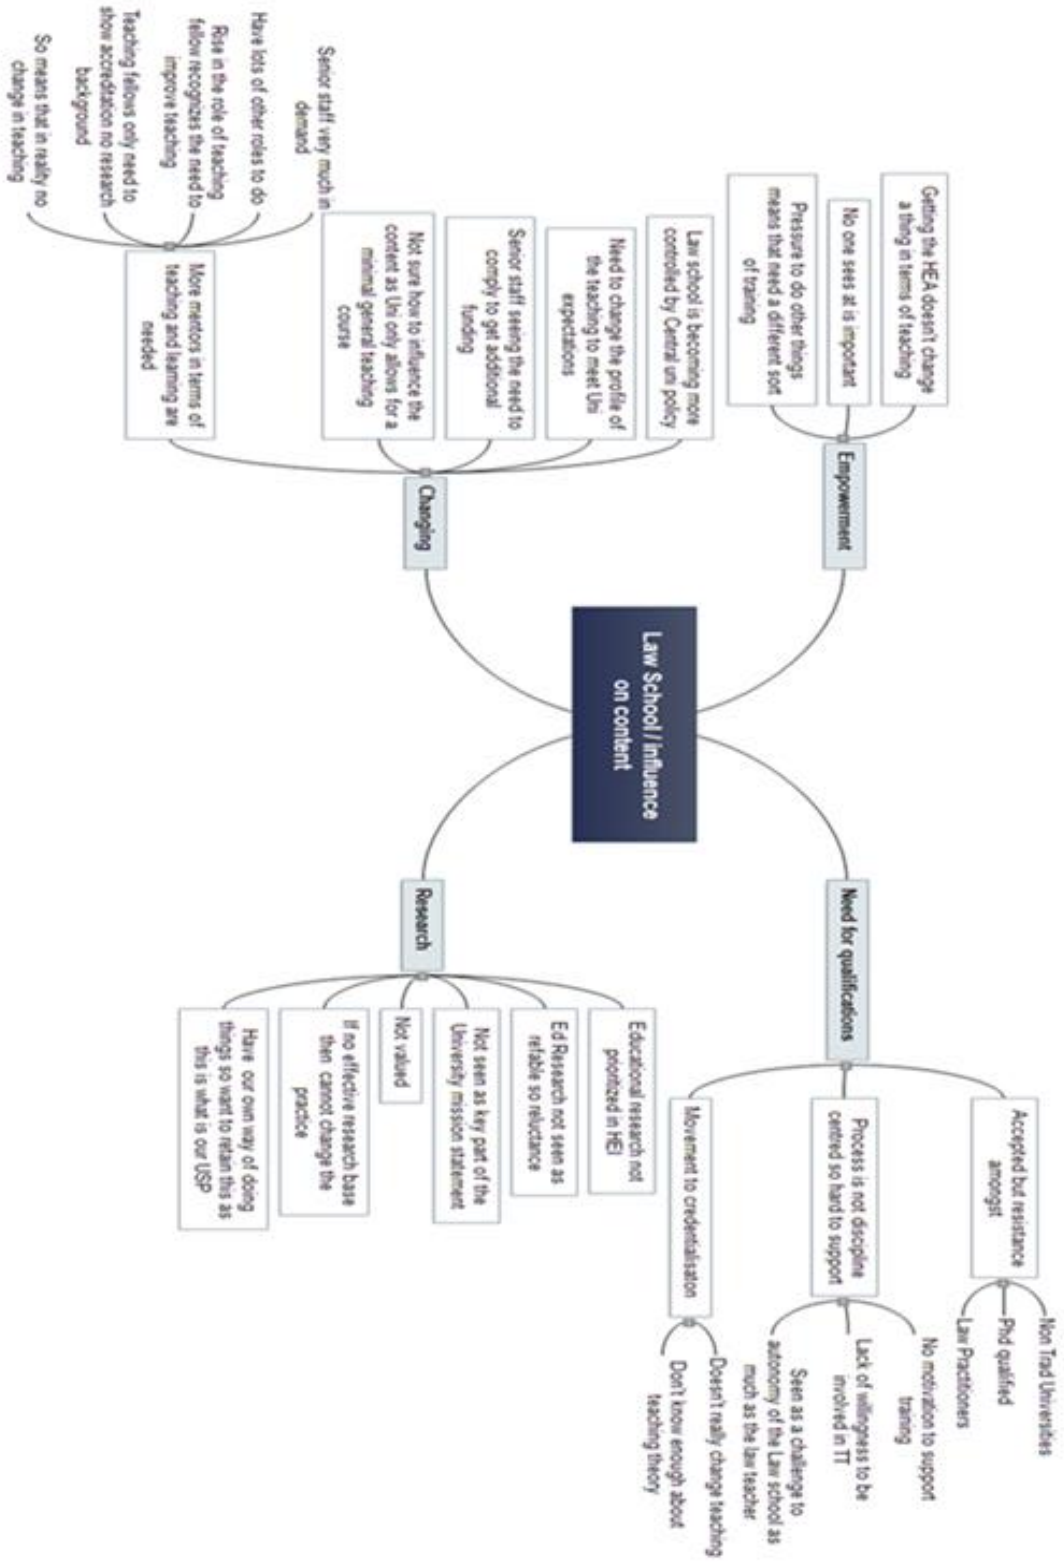 Law School / influence
on content
Empowerment
Getting the HEA doesn't change
a thing in terms of teaching
No one sees at is important
Pressure to do other things
means that need a different sort
of training
Changing
Law school is becoming more
controlled by Central uni policy
Need to change the profile of
the teaching to meet Uni
expectations
Senior staff seeing the need to
comply to get additional
funding
Not sure how to influence the
content as Uni only allows for a
minimal general teaching
course
More mentors in terms of
teaching and learning are
needed
Senior staff very much in
demand
Have lots of other roles to do
Rise in the role of teaching
fellow recognizes the need to
improve teaching
Teaching fellows only need to
show accreditation no research
background
So means that in reality no
change in teaching
Need for qualifications
Accepted but resistance
amongst
Non Trad Universities
Phd qualified
Law Practitioners
Process is not discipline
centred so hard to support
No motivation to support
training
Lack of willingness to be
involved in TT
Seen as a challenge to
autonomy of the Law school as
much as the law teacher
Movement to credentialisaton
Doesn't really change teaching
Don't know enough about
teaching theory
Research
Educational research not
prioritized in HEI
Ed Research not seen as
reliable so reluctance
Not seen as key part of the
University mission statement
Not valued
If no effective research base
then cannot change the
practice
Have our own way of doing
things so want to retain this as
this is what is our USP